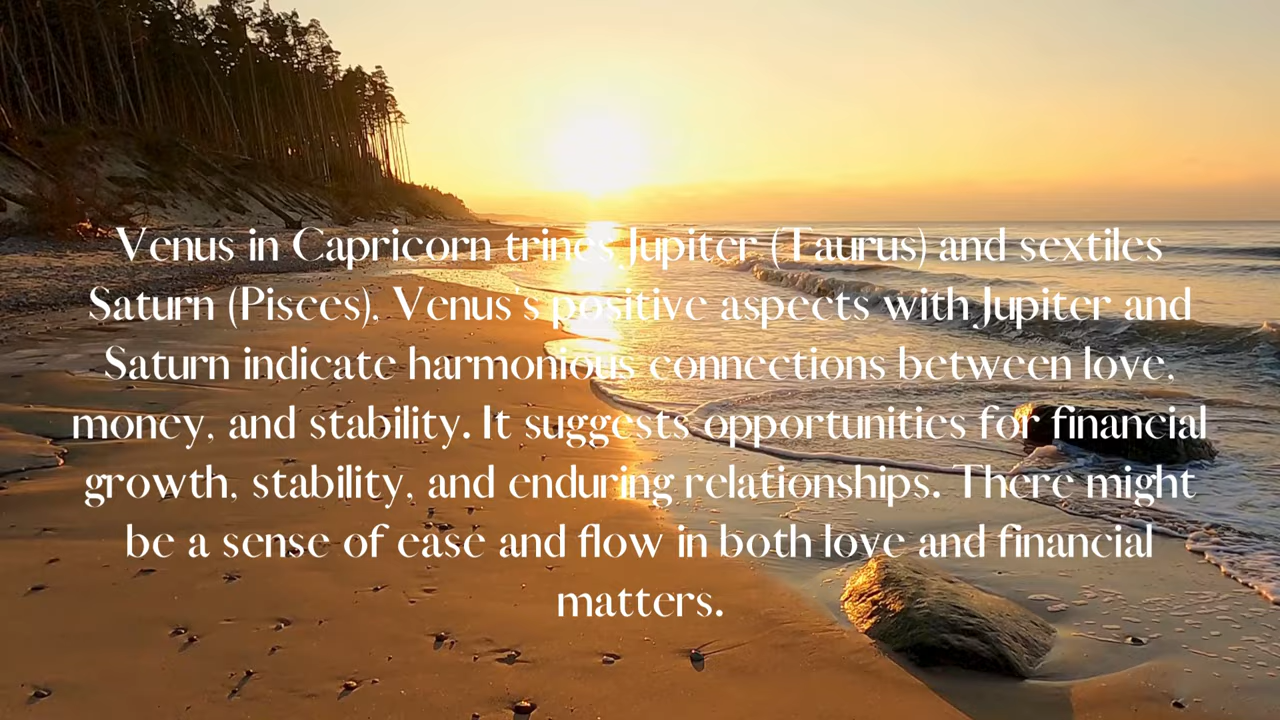 Venus in Capricorn trines Jupiter (Taurus) and sextiles
Saturn (Pisces), Venus's positive aspects with Jupiter and
Saturn indicate harmonious connections between love,
money, and stability. It suggests opportunities for financial
growth, stability, and enduring relationships. There might
be a sense of ease and flow in both love and financial
matters.